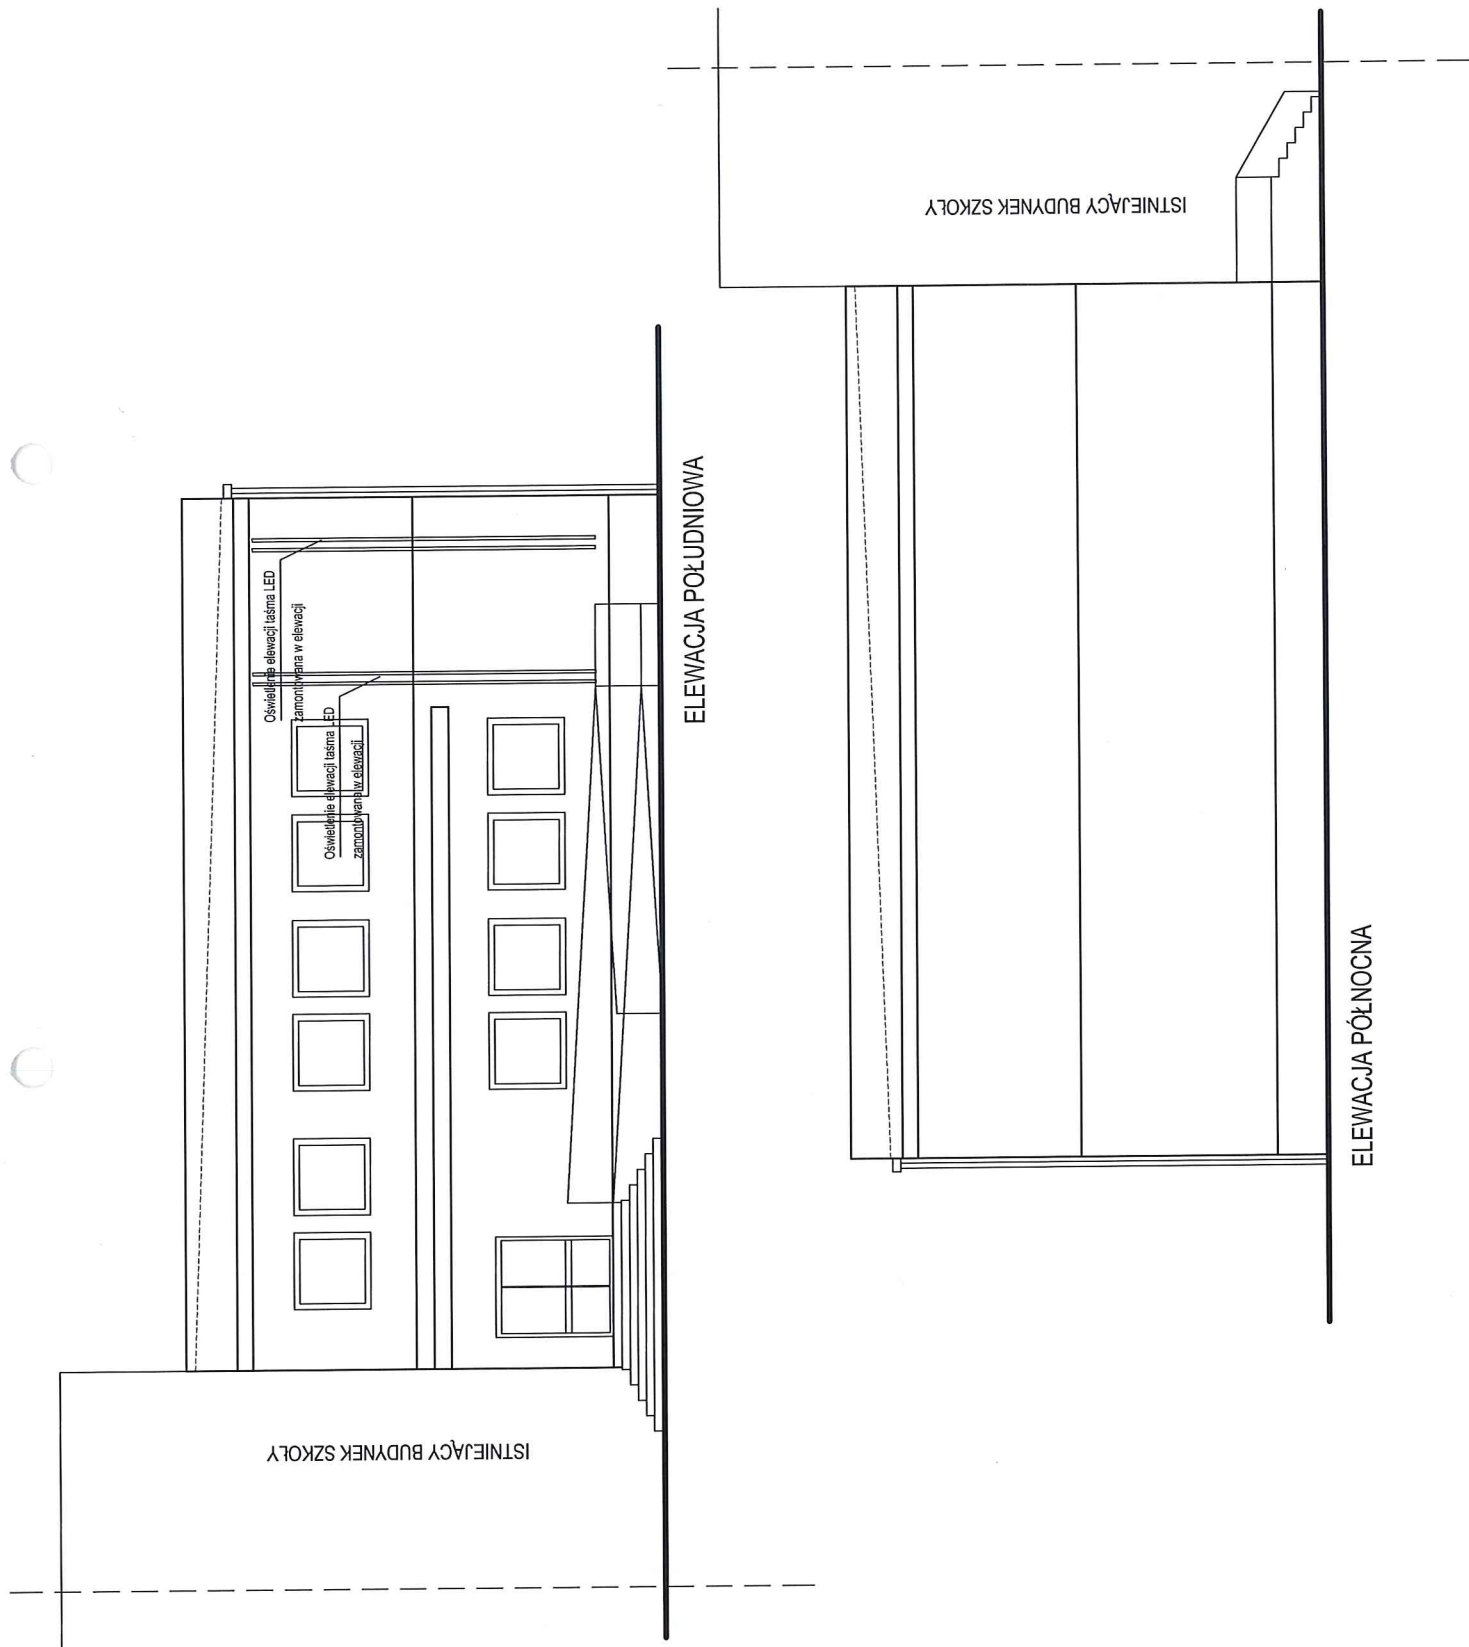 ISTNIEJĄCY BUDYNEK SZKOŁY
Oświetlenie elewacji taśma LED
zamontowana w elewacji
Oświetlenie elewacji taśma LED
zamontowana w elewacji
ELEWACJA POŁUDNIOWA
ISTNIEJĄCY BUDYNEK SZKOŁY
ELEWACJA PÓŁNOCNA